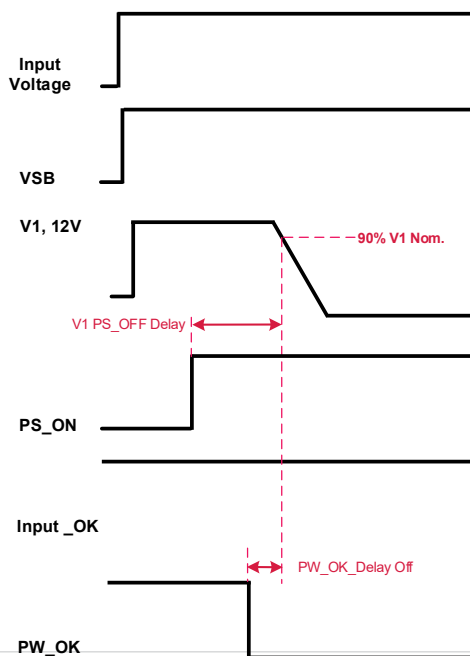 Input
Voltage
VSB
V1, 12V
90% V1 Nom.
V1 PS_OFF Delay
PS_ON
Input _OK
PW_OK_Delay Off
PW_OK